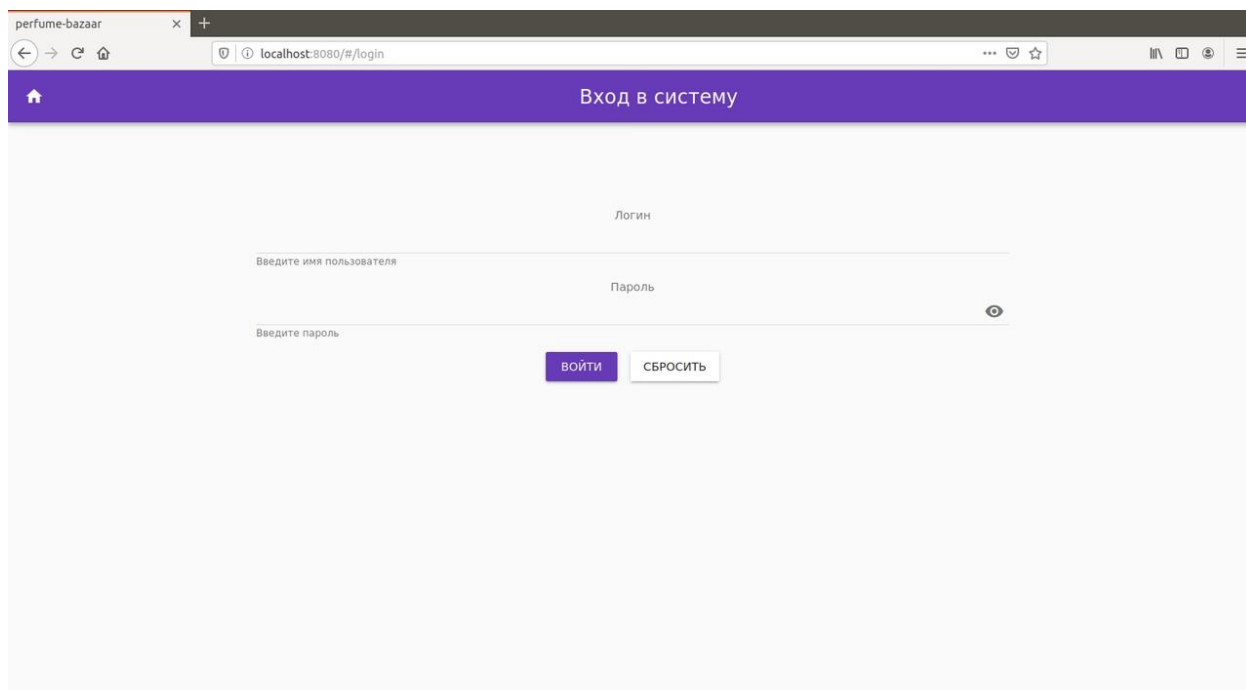 perfume-bazaar
localhost:8080/#/login
Вход в систему
Логин
Введите имя пользователя
Пароль
Введите пароль
ВОЙТИ СБРОСИТЬ